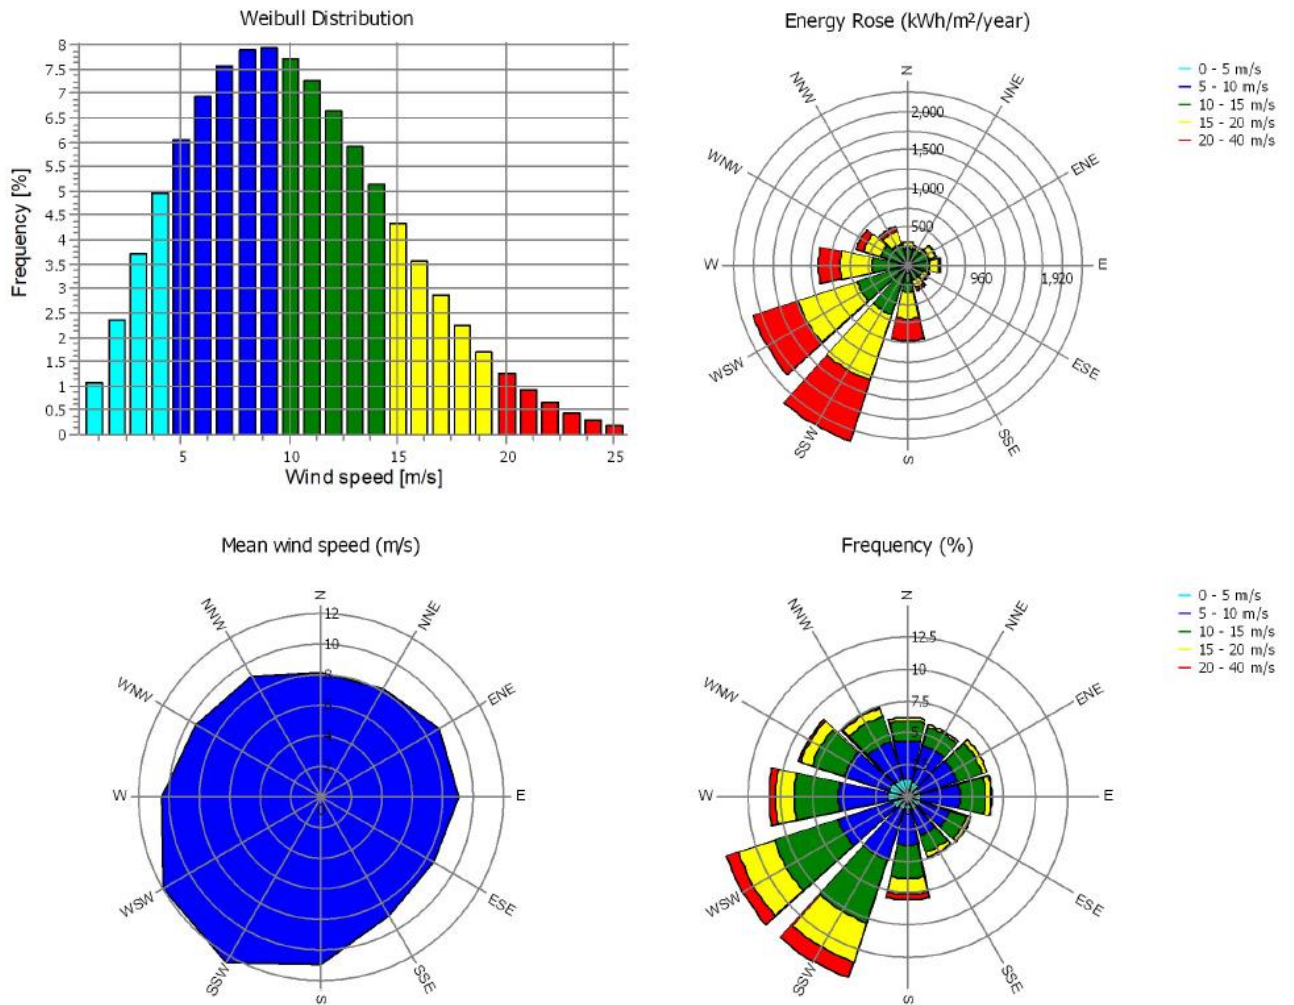 Weibull Distribution
Frequency [%]
8
7.5
7
6.5
6
5.5
5
4.5
4
3.5
3
2.5
2
1.5
1
0.5
0
5
10
15
20
25
Wind speed [m/s]
Energy Rose (kWh/m²/year)
N
NNE
ENE
E
ESE
SSE
S
SSW
WSW
W
WNW
NNW
2,000
1,500
1,000
500
960
1,920
0 - 5 m/s
5 - 10 m/s
10 - 15 m/s
15 - 20 m/s
20 - 40 m/s
Mean wind speed (m/s)
N
NNE
ENE
E
ESE
SSE
S
SSW
WSW
W
WNW
NNW
12
10
8
Frequency (%)
N
NNE
ENE
E
ESE
SSE
S
SSW
WSW
W
WNW
NNW
12.5
10
7.5
5
0 - 5 m/s
5 - 10 m/s
10 - 15 m/s
15 - 20 m/s
20 - 40 m/s